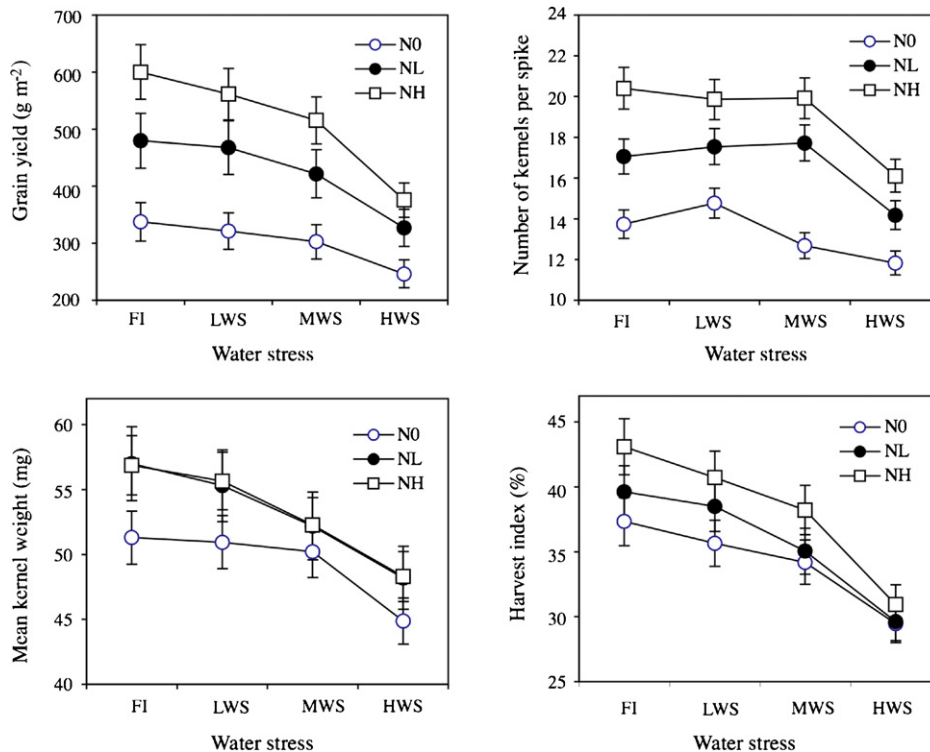 Grain yield (g m⁻²)
700
600
500
400
300
200
N0
NL
NH
FI LWS MWS HWS
Water stress
Number of kernels per spike
24
22
20
18
16
14
12
10
N0
NL
NH
FI LWS MWS HWS
Water stress
Mean kernel weight (mg)
60
55
50
45
40
N0
NL
NH
FI LWS MWS HWS
Water stress
Harvest index (%)
45
40
35
30
25
N0
NL
NH
FI LWS MWS HWS
Water stress